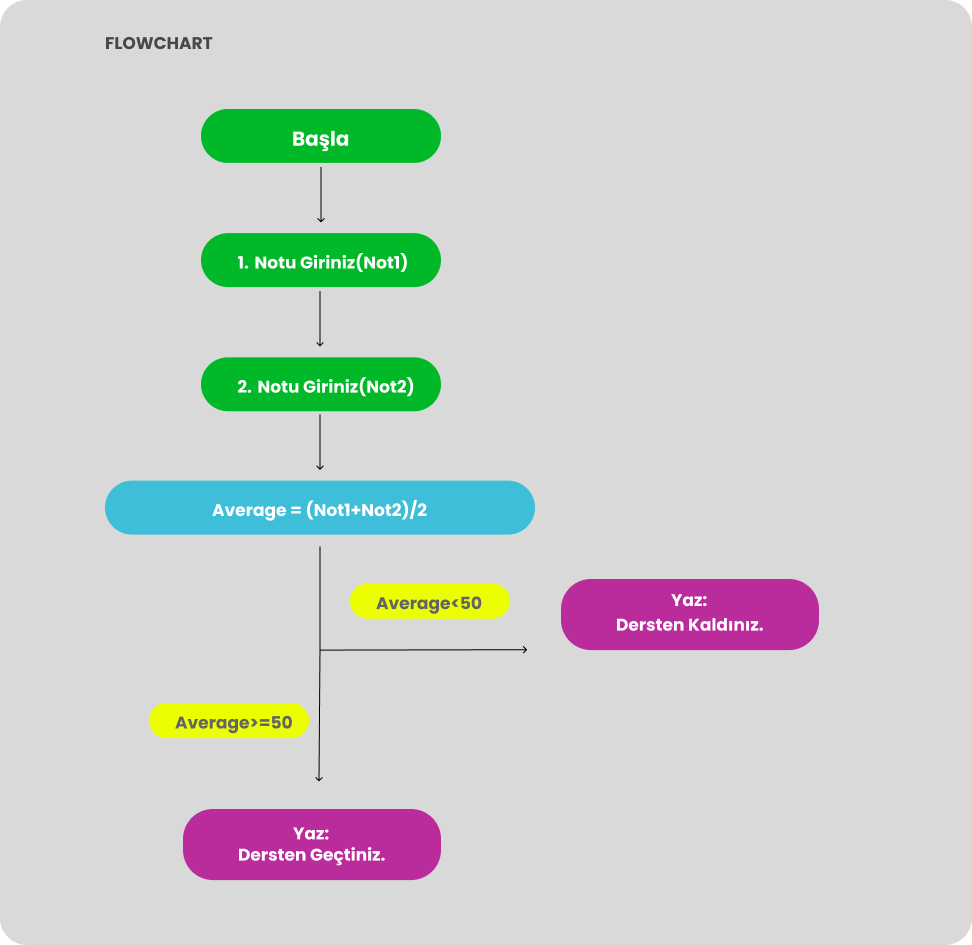 FLOWCHART
Başla
1. Notu Giriniz(Not1)
2. Notu Giriniz(Not2)
Average = (Not1+Not2)/2
Average<50
Yaz:
Dersten Kaldınız.
Average>=50
Yaz:
Dersten Geçtiniz.